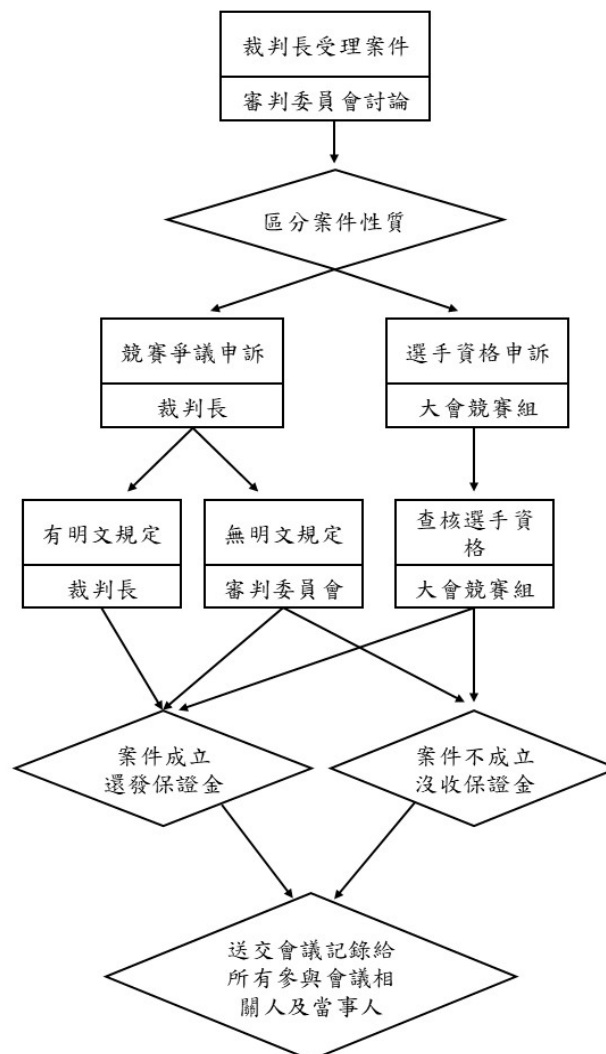 裁判長受理案件
審判委員會討論
區分案件性質
競賽爭議申訴
裁判長
選手資格申訴
大會競賽組
有明文規定
裁判長
無明文規定
審判委員會
查核選手資
格
大會競賽組
案件成立
還發保證金
案件不成立
沒收保證金
送交會議記錄給
所有參與會議相
關人及當事人